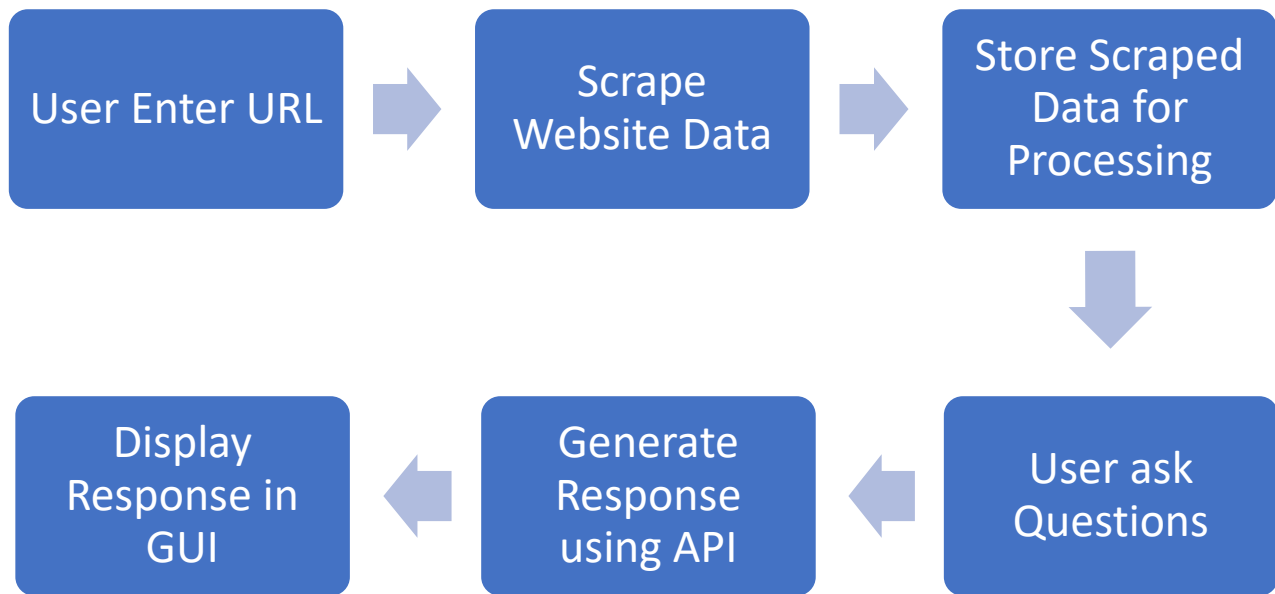 User Enter URL
Scrape
Website Data
Store Scraped
Data for
Processing
User ask
Questions
Generate
Response
using API
Display
Response in
GUI